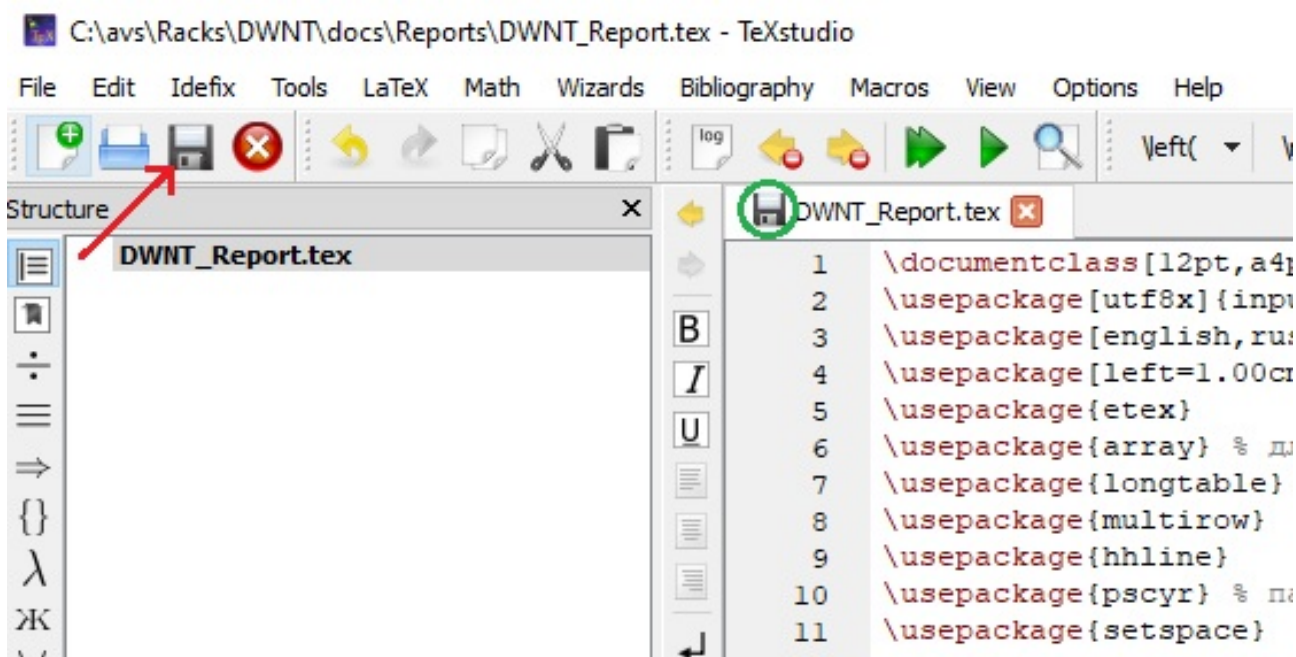 C:\avs\Racks\DWNT\docs\Reports\DWNT_Report.tex - TeXstudio
File Edit Idefix Tools LaTeX Math Wizards Bibliography Macros View Options Help
log \left(
Structure
DWNT_Report.tex
DWNT_Report.tex
B
I
U
{}
λ
Ж
1 \documentclass[12pt,a4p
2 \usepackage[utf8x]{inpu
3 \usepackage[english,rus
4 \usepackage[left=1.00cm
5 \usepackage{etex}
6 \usepackage{array} %
7 \usepackage{longtable}
8 \usepackage{multirow}
9 \usepackage{hhline}
10 \usepackage{pscyr} % па
11 \usepackage{setspace}